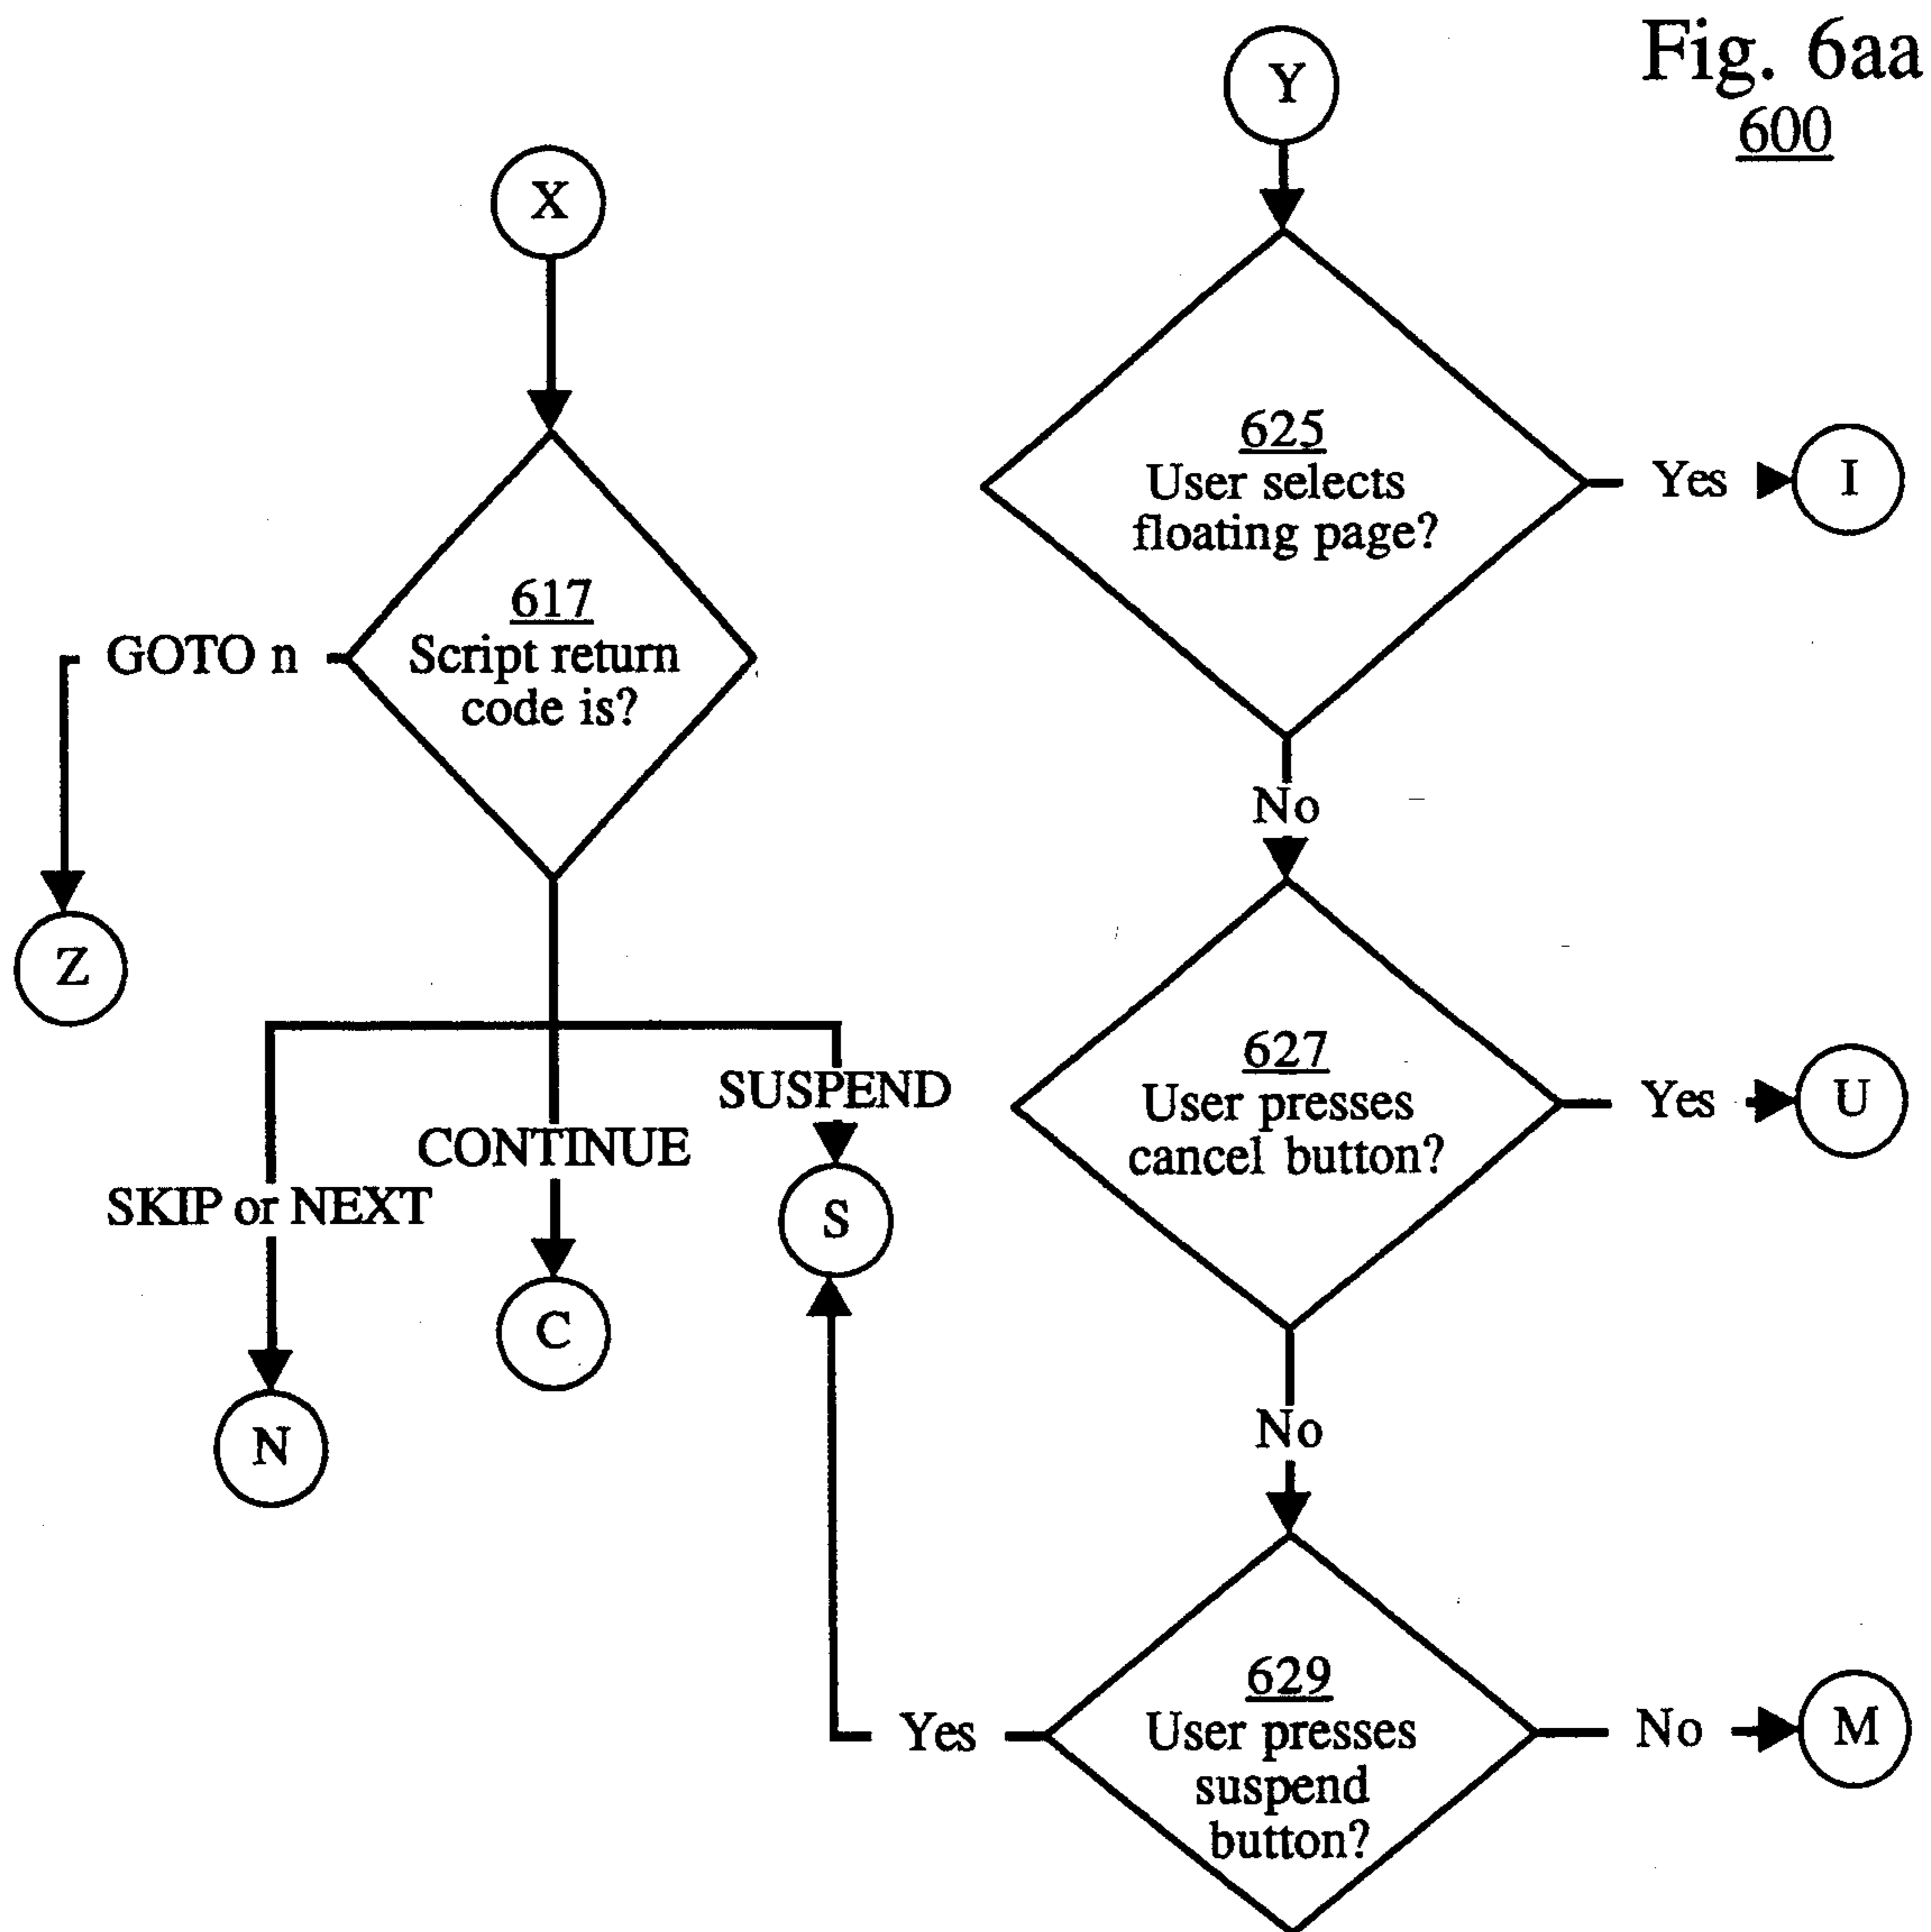 Fig. 6aa
600
X
617
Script return
code is?
GOTO n
Z
SKIP or NEXT
N
CONTINUE
C
SUSPEND
S
Y
625
User selects
floating page?
Yes
I
No
627
User presses
cancel button?
Yes
U
No
629
User presses
suspend
button?
Yes
No
M